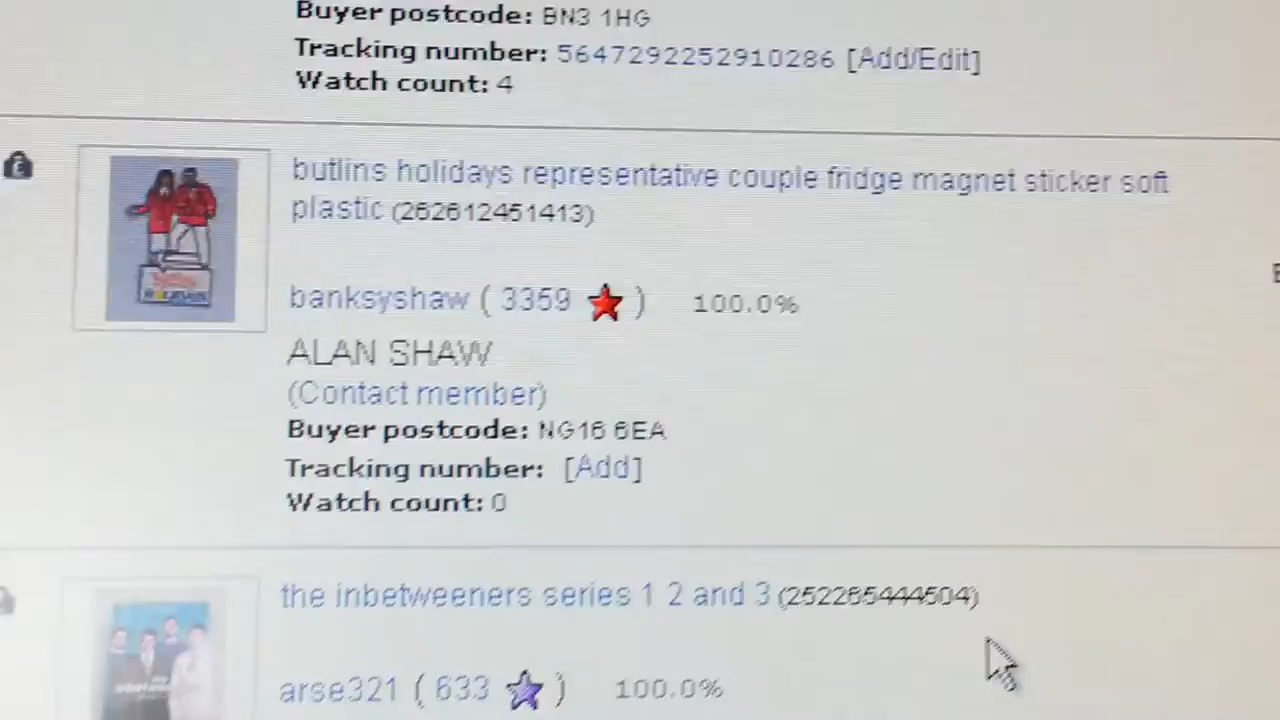 Buyer postcode: BN3 1HG
Tracking number: 5647292252910286 [Add/Edit]
Watch count: 4
butlins holidays representative couple fridge magnet sticker soft
plastic (262612451413)
banksyshaw ( 3359 ) 100.0%
ALAN SHAW
(Contact member)
Buyer postcode: NG16 6EA
Tracking number: [Add]
Watch count: 0
the inbetweeners series 1 2 and 3 (252265444504)
arse321 ( 633 ) 100.0%